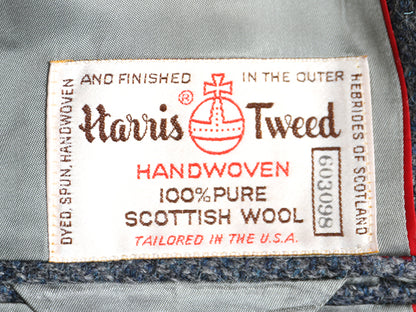 DYED, SPUN, HANDWOVEN
AND FINISHED IN THE OUTER
HEBRIDES OF SCOTLAND
Harris ® Tweed
HANDWOVEN
100% PURE
SCOTTISH WOOL
TAILORED IN THE U.S.A.
603098